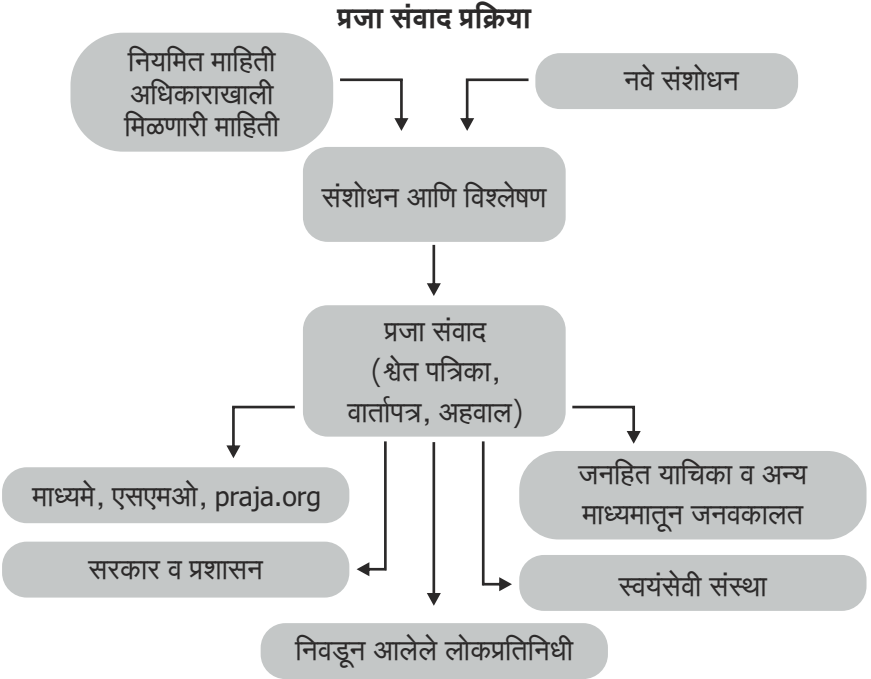 प्रजा संवाद प्रक्रिया
नियमित माहिती
अधिकाराखाली
मिळणारी माहिती
नवे संशोधन
संशोधन आणि विश्लेषण
प्रजा संवाद
(श्वेत पत्रिका,
वार्तापत्र, अहवाल)
माध्यमे, एसएमओ, praja.org
जनहित याचिका व अन्य
माध्यमातून जनवकालत
सरकार व प्रशासन
स्वयंसेवी संस्था
निवडून आलेले लोकप्रतिनिधी